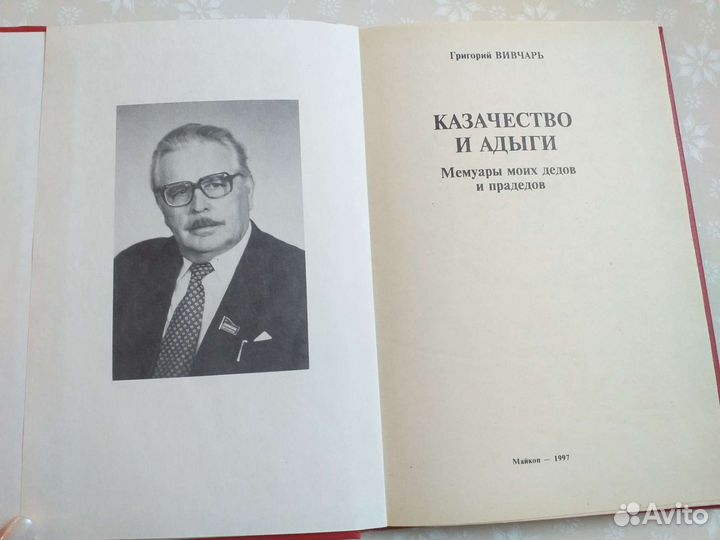 Григорий ВИВЧАРЬ
КАЗАЧЕСТВО
И АДЫГИ
Мемуары моих дедов
и прадедов
Майкоп — 1997
Avito